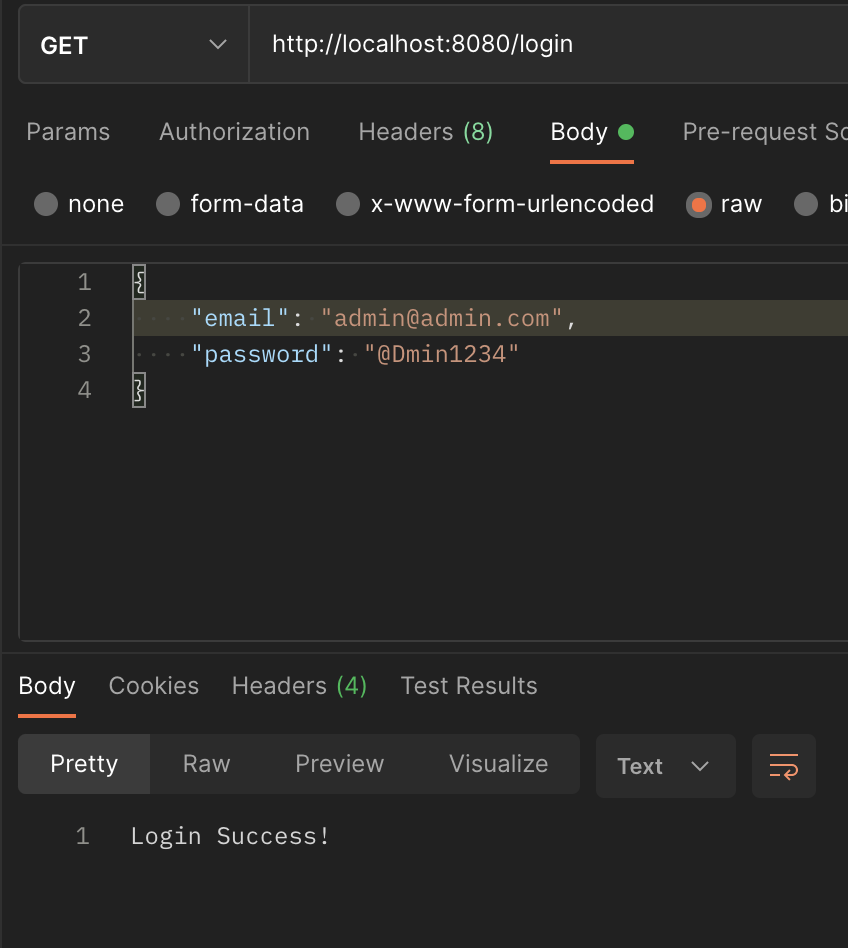 GET http://localhost:8080/login
Params Authorization Headers (8) Body Pre-request Sc
none form-data x-www-form-urlencoded raw bi
1 {
2 "email": "admin@admin.com",
3 "password": "@Dmin1234"
4 }
Body Cookies Headers (4) Test Results
Pretty Raw Preview Visualize Text
1 Login Success!